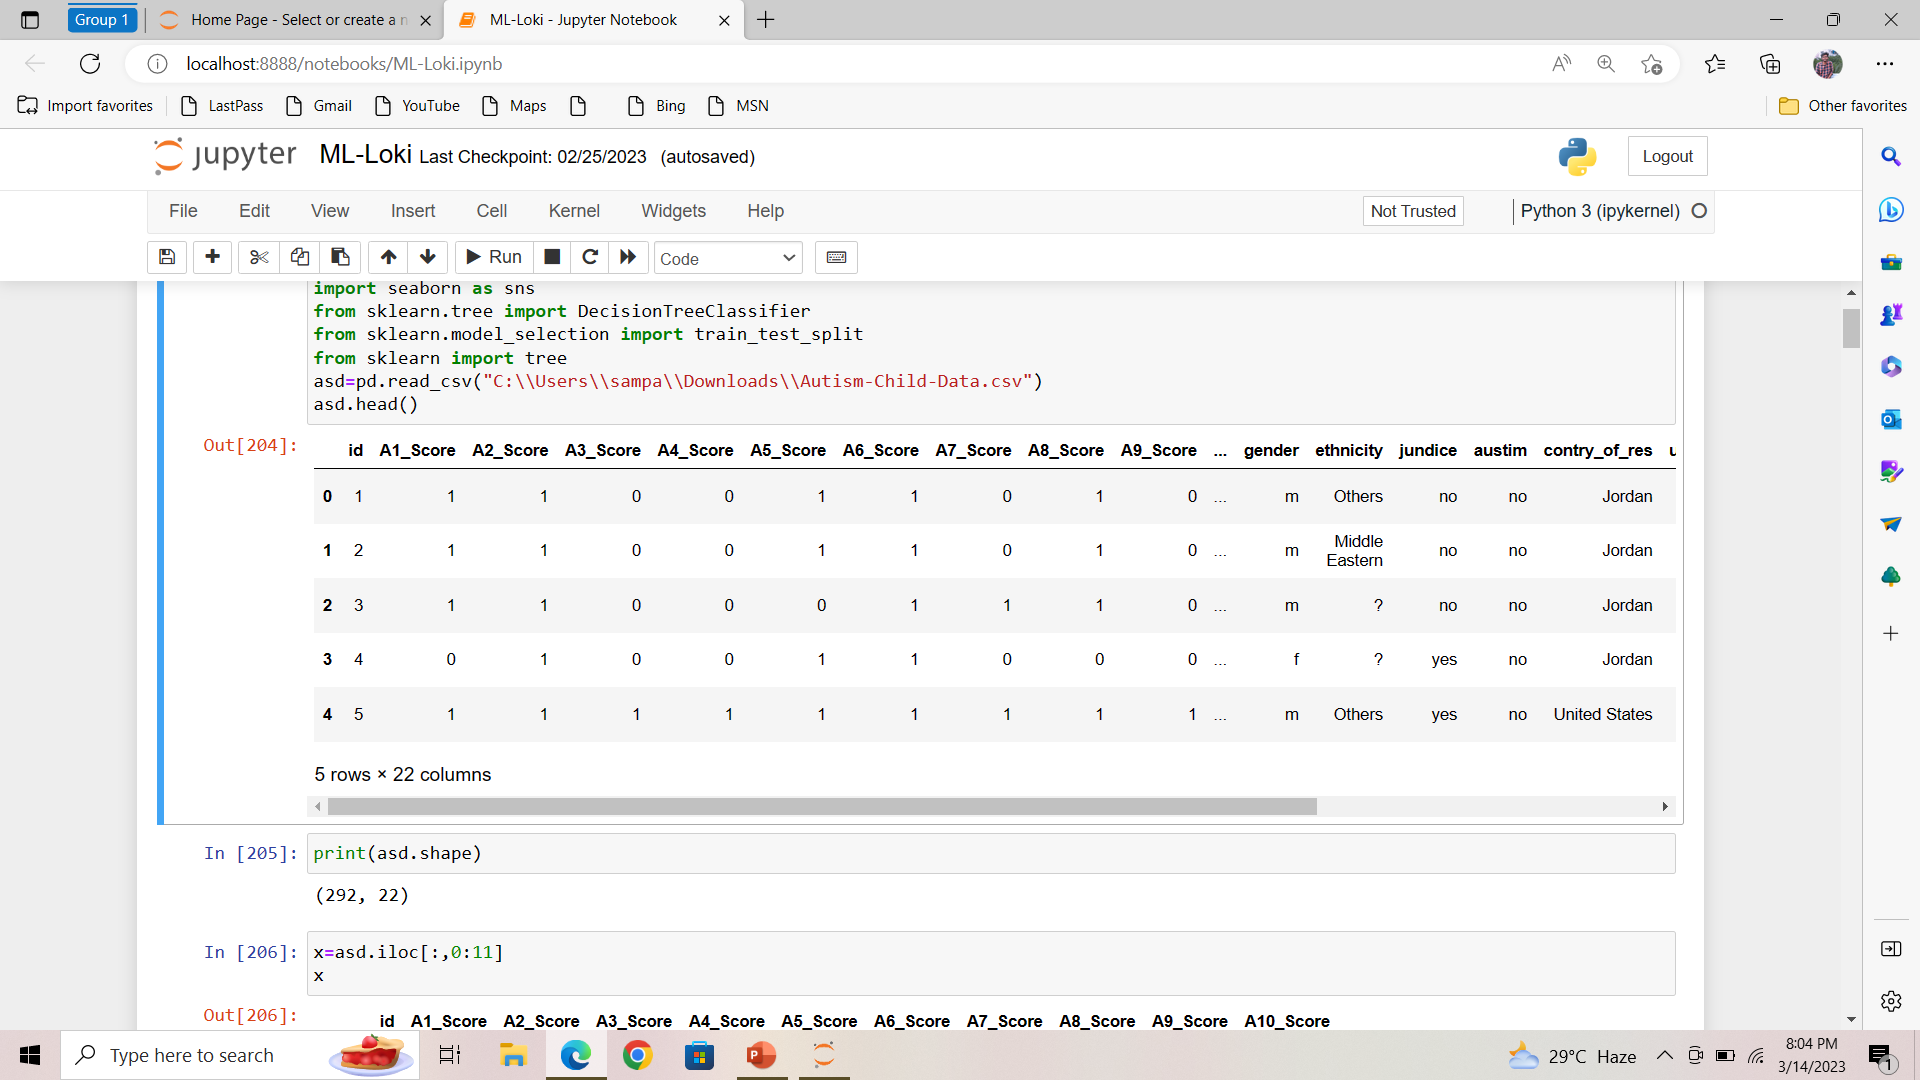 Group 1
Home Page - Select or create a n
ML-Loki - Jupyter Notebook
localhost:8888/notebooks/ML-Loki.ipynb
Import favorites
LastPass
Gmail
YouTube
Maps
Bing
MSN
Other favorites
jupyter ML-Loki Last Checkpoint: 02/25/2023 (autosaved)
Logout
File Edit View Insert Cell Kernel Widgets Help
Not Trusted
Python 3 (ipykernel)
Run
Code
import seaborn as sns
from sklearn.tree import DecisionTreeClassifier
from sklearn.model_selection import train_test_split
from sklearn import tree
asd=pd.read_csv("C:\\Users\\sampa\\Downloads\\Autism-Child-Data.csv")
asd.head()
Out[204]:
id A1_Score A2_Score A3_Score A4_Score A5_Score A6_Score A7_Score A8_Score A9_Score ... gender ethnicity jundice austim contry_of_res u
0 1 1 1 0 0 1 1 0 1 0 ... m Others no no Jordan
1 2 1 1 0 0 1 1 0 1 0 ... m Middle Eastern no no Jordan
2 3 1 1 0 0 0 1 1 1 0 ... m ? no no Jordan
3 4 0 1 0 0 1 1 0 0 0 ... f ? yes no Jordan
4 5 1 1 1 1 1 1 1 1 1 ... m Others yes no United States
5 rows × 22 columns
In [205]: print(asd.shape)
(292, 22)
In [206]: x=asd.iloc[:,0:11]
x
Out[206]:
id A1_Score A2_Score A3_Score A4_Score A5_Score A6_Score A7_Score A8_Score A9_Score A10_Score
Type here to search
29°C Haze
8:04 PM
3/14/2023
1